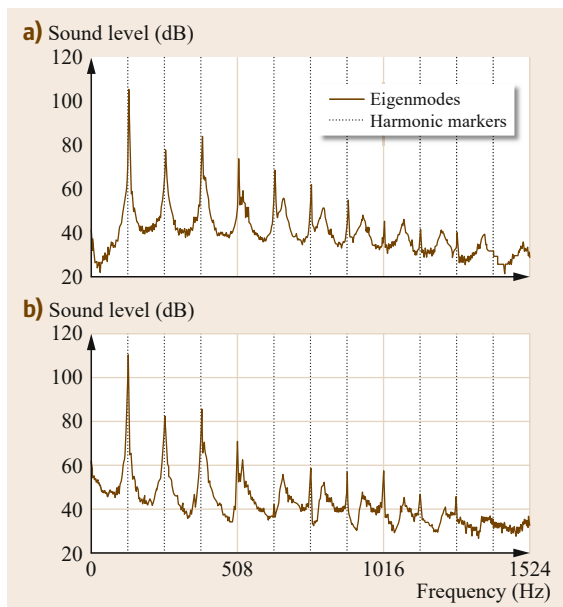 a) Sound level (dB)
120
100
80
60
40
20
Eigenmodes
Harmonic markers
b) Sound level (dB)
120
100
80
60
40
20
0 508 1016 1524
Frequency (Hz)